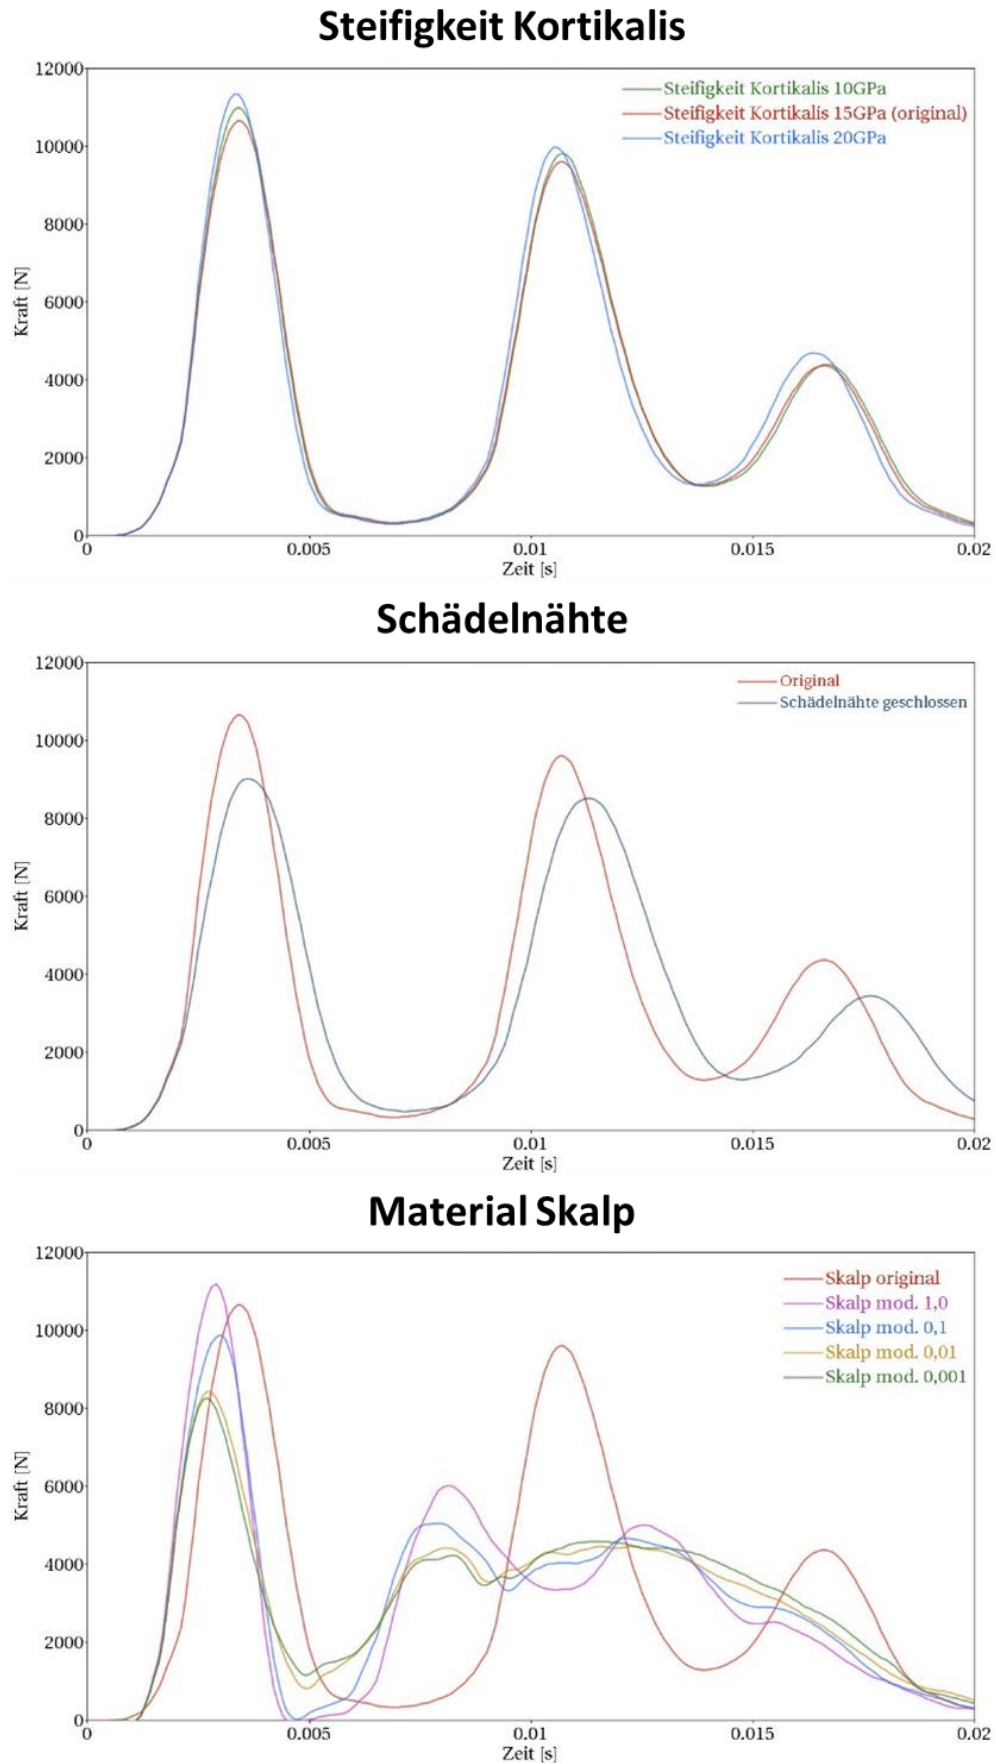 Steifigkeit Kortikalis
12000
10000
8000
6000
4000
2000
0
Kraft [N]
Steifigkeit Kortikalis 10GPa
Steifigkeit Kortikalis 15GPa (original)
Steifigkeit Kortikalis 20GPa
0 0.005 0.01 0.015 0.02
Zeit [s]
Schädelnähte
12000
10000
8000
6000
4000
2000
0
Kraft [N]
Original
Schädelnähte geschlossen
0 0.005 0.01 0.015 0.02
Zeit [s]
Material Skalp
12000
10000
8000
6000
4000
2000
0
Kraft [N]
Skalp original
Skalp mod. 1,0
Skalp mod. 0,1
Skalp mod. 0,01
Skalp mod. 0,001
0 0.005 0.01 0.015 0.02
Zeit [s]